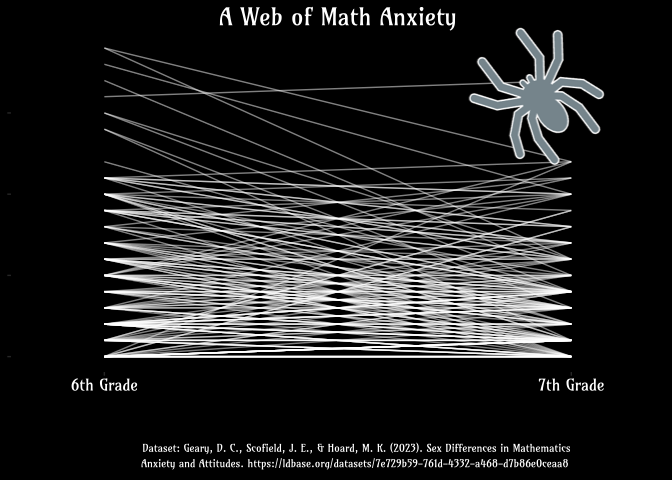 A Web of Math Anxiety
6th Grade
7th Grade
Dataset: Geary, D. C., Scofield, J. E., & Hoard, M. K. (2023). Sex Differences in Mathematics
Anxiety and Attitudes. https://ldbase.org/datasets/7e729b59-761d-4332-a468-d7b86e0ceaa8